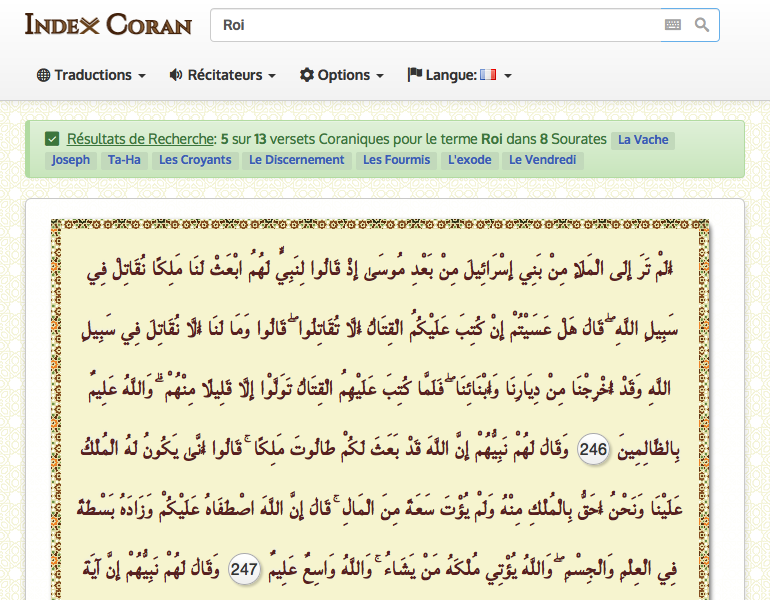 INDEX CORAN
Roi
Traductions Récitateurs Options Langue:
Résultats de Recherche: 5 sur 13 versets Coraniques pour le terme Roi dans 8 Sourates La Vache
Joseph Ta-Ha Les Croyants Le Discernement Les Fourmis L'exode Le Vendredi
أَلَمْ تَرَ إِلَى الْمَلَإِ مِنْ بَنِي إِسْرَائِيلَ مِنْ بَعْدِ مُوسَىٰ إِذْ قَالُوا لِنَبِيٍّ لَهُمُ ابْعَثْ لَنَا مَلِكًا نُقَاتِلْ فِي
سَبِيلِ اللَّهِ ۖ قَالَ هَلْ عَسَيْتُمْ إِنْ كُتِبَ عَلَيْكُمُ الْقِتَالُ أَلَّا تُقَاتِلُوا ۖ قَالُوا وَمَا لَنَا أَلَّا نُقَاتِلَ فِي سَبِيلِ
اللَّهِ وَقَدْ أُخْرِجْنَا مِنْ دِيَارِنَا وَأَبْنَائِنَا ۖ فَلَمَّا كُتِبَ عَلَيْهِمُ الْقِتَالُ تَوَلَّوْا إِلَّا قَلِيلًا مِنْهُمْ ۗ وَاللَّهُ عَلِيمٌ
بِالظَّالِمِينَ 246 وَقَالَ لَهُمْ نَبِيُّهُمْ إِنَّ اللَّهَ قَدْ بَعَثَ لَكُمْ طَالُوتَ مَلِكًا ۚ قَالُوا أَنَّىٰ يَكُونُ لَهُ الْمُلْكُ
عَلَيْنَا وَنَحْنُ أَحَقُّ بِالْمُلْكِ مِنْهُ وَلَمْ يُؤْتَ سَعَةً مِنَ الْمَالِ ۚ قَالَ إِنَّ اللَّهَ اصْطَفَاهُ عَلَيْكُمْ وَزَادَهُ بَسْطَةً
فِي الْعِلْمِ وَالْجِسْمِ ۖ وَاللَّهُ يُؤْتِي مُلْكَهُ مَنْ يَشَاءُ ۚ وَاللَّهُ وَاسِعٌ عَلِيمٌ 247 وَقَالَ لَهُمْ نَبِيُّهُمْ إِنَّ آيَةَ